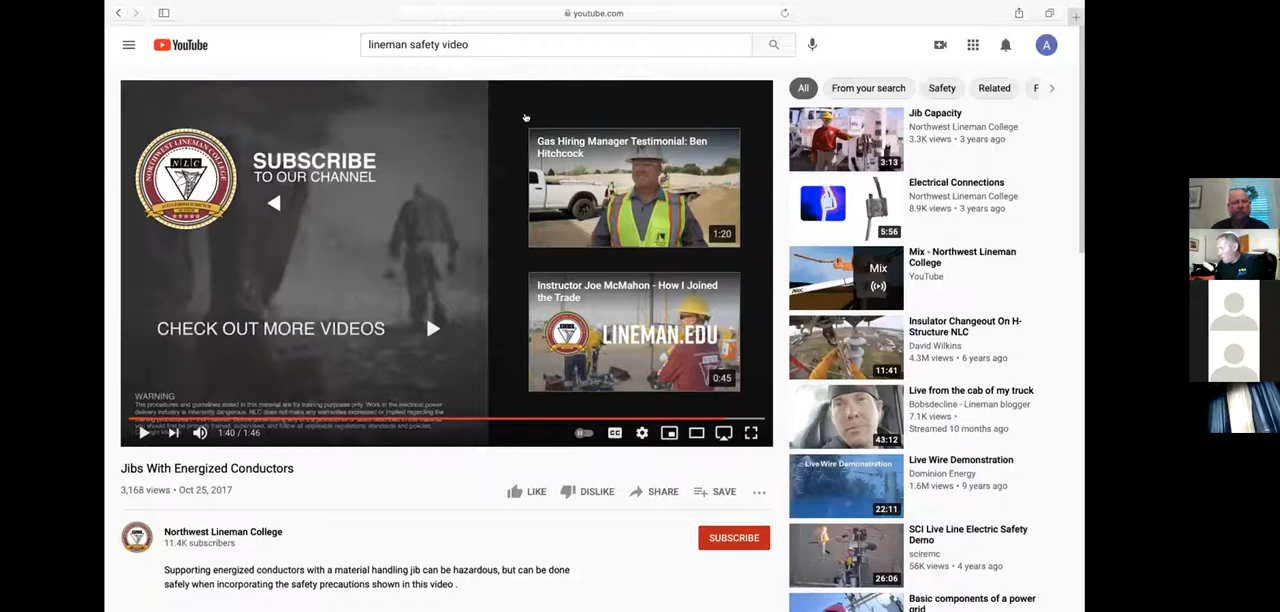 youtube.com
YouTube
lineman safety video
A
SUBSCRIBE
TO OUR CHANNEL
NLC
CHECK OUT MORE VIDEOS
WARNING
Gas Hiring Manager Testimonial: Ben
Hitchcock
1:20
Instructor Joe McMahon - How I Joined
the Trade
LINEMAN.EDU
0:45
1:40 / 1:46
Jibs With Energized Conductors
3,168 views • Oct 25, 2017
LIKE
DISLIKE
SHARE
SAVE
Northwest Lineman College
11.4K subscribers
SUBSCRIBE
Supporting energized conductors with a material handling jib can be hazardous, but can be done
safely when incorporating the safety precautions shown in this video .
All
From your search
Safety
Related
F
Jib Capacity
Northwest Lineman College
3.3K views • 3 years ago
3:13
Electrical Connections
Northwest Lineman College
8.9K views • 3 years ago
5:56
Mix - Northwest Lineman
College
YouTube
Mix
Insulator Changeout On H-
Structure NLC
David Wilkins
4.3M views • 6 years ago
11:41
Live from the cab of my truck
Bobsdecline - Lineman blogger
7.1K views •
Streamed 10 months ago
43:12
Live Wire Demonstration
Live Wire Demonstration
Dominion Energy
1.6M views • 9 years ago
22:11
SCI Live Line Electric Safety
Demo
sciremc
56K views • 4 years ago
26:06
Basic components of a power
grid